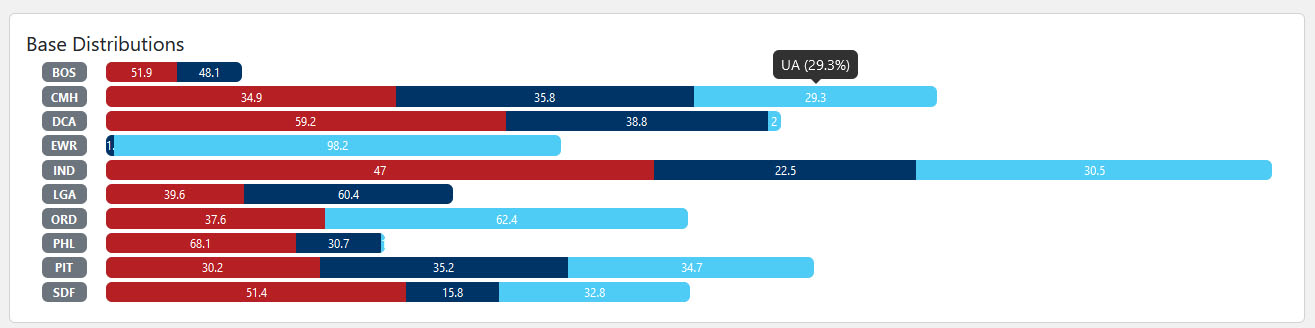 Base Distributions
BOS 51.9 48.1
UA (29.3%)
CMH 34.9 35.8 29.3
DCA 59.2 38.8 2
EWR 1. 98.2
IND 47 22.5 30.5
LGA 39.6 60.4
ORD 37.6 62.4
PHL 68.1 30.7
PIT 30.2 35.2 34.7
SDF 51.4 15.8 32.8